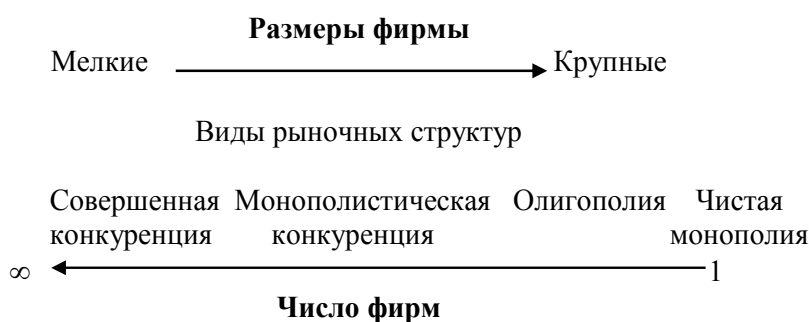 Размеры фирмы
Мелкие Крупные
Виды рыночных структур
Совершенная Монополистическая Олигополия Чистая
конкуренция конкуренция монополия
∞ 1
Число фирм